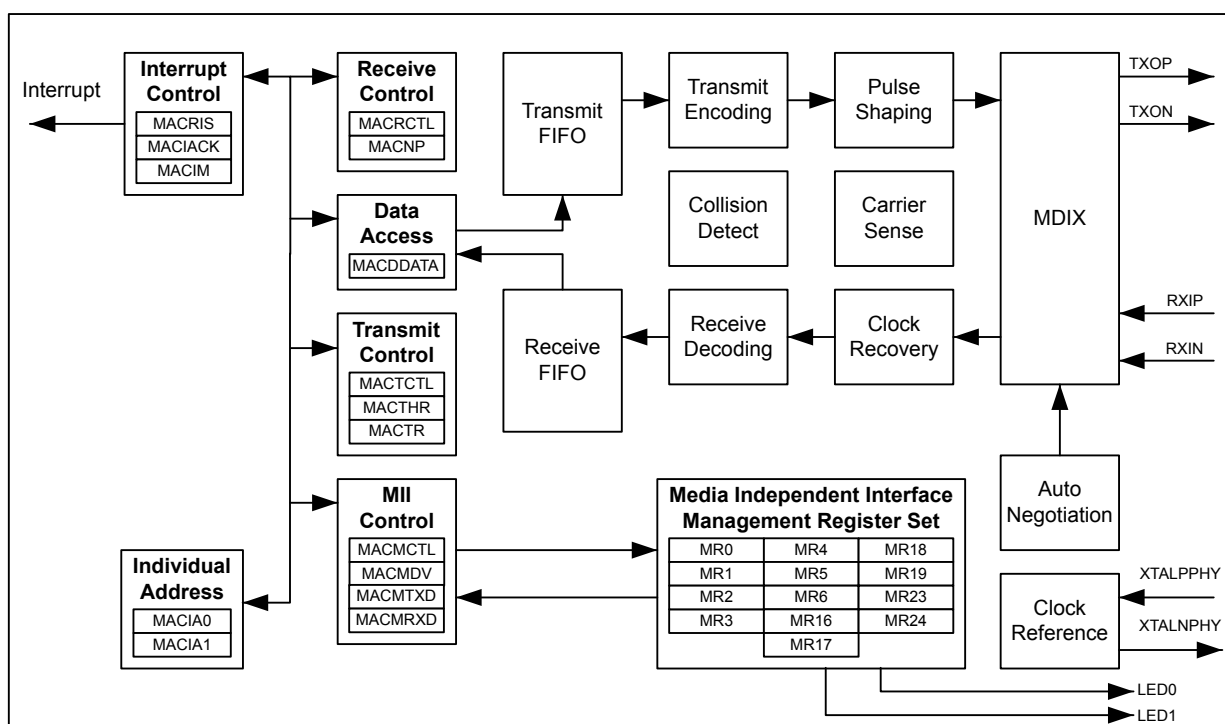 Interrupt
Interrupt
Control
MACRIS
MACIACK
MACIM
Receive
Control
MACRCTL
MACNP
Data
Access
MACDDATA
Transmit
Control
MACTCTL
MACTHR
MACTR
MII
Control
MACMCTL
MACMDV
MACMTXD
MACMRXD
Individual
Address
MACIA0
MACIA1
Transmit
FIFO
Transmit
Encoding
Pulse
Shaping
Collision
Detect
Carrier
Sense
Receive
FIFO
Receive
Decoding
Clock
Recovery
MDIX
TXOP
TXON
RXIP
RXIN
Auto
Negotiation
Media Independent Interface
Management Register Set
MR0 MR4 MR18
MR1 MR5 MR19
MR2 MR6 MR23
MR3 MR16 MR24
MR17
Clock
Reference
XTALPPHY
XTALNPHY
LED0
LED1